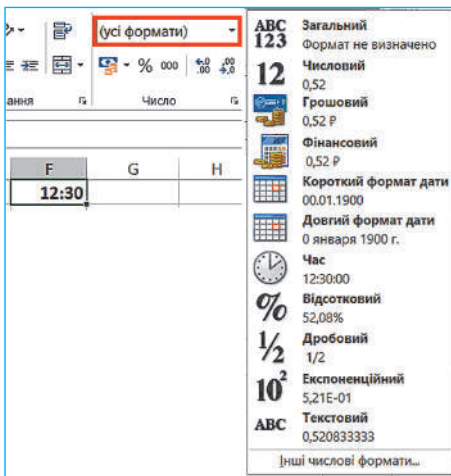 (усі формати)
% 000 ,00 ,00
ання Число
F G H
12:30
ABC 123 Загальний
Формат не визначено
12 Числовий
0,52
Грошовий
0,52 ₽
Фінансовий
0,52 ₽
Короткий формат дати
00.01.1900
Довгий формат дати
0 января 1900 г.
Час
12:30:00
% Відсотковий
52,08%
½ Дробовий
1/2
10² Експоненційний
5,21E-01
ABC Текстовий
0,520833333
Інші числові формати...